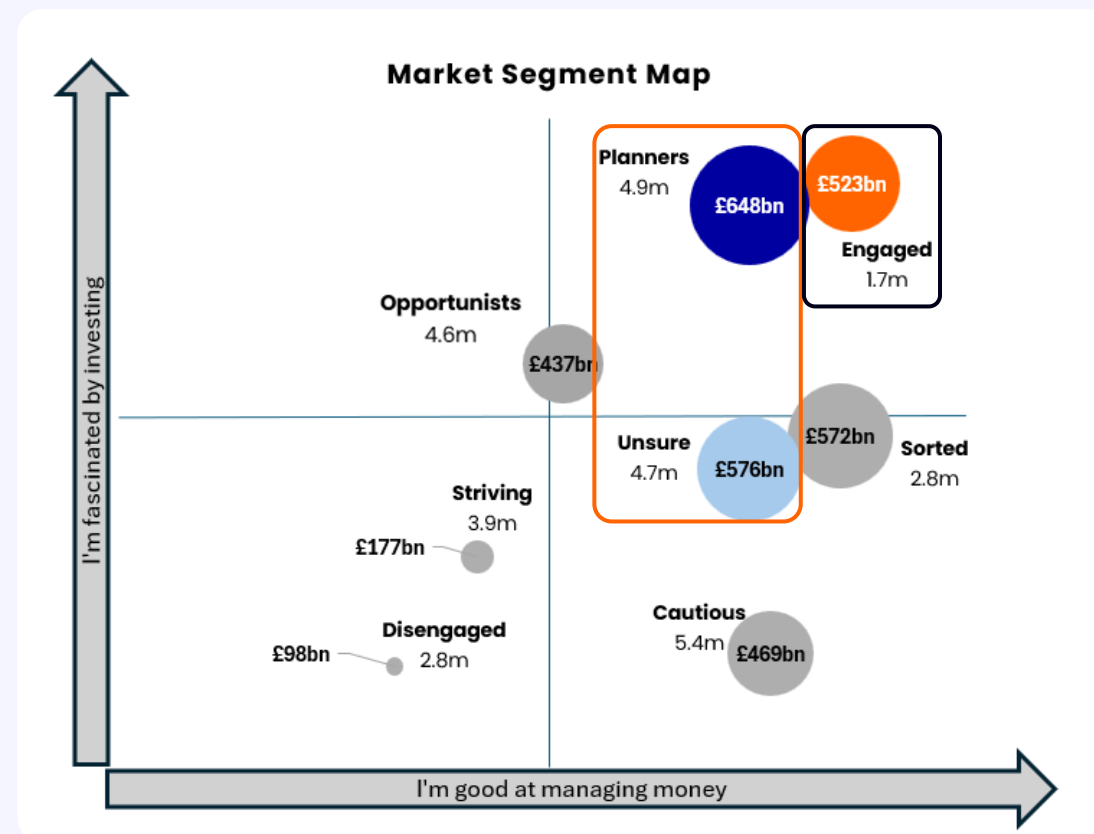 Market Segment Map
Planners
4.9m
£648bn
£523bn
Engaged
1.7m
Opportunists
4.6m
£437bn
Unsure
4.7m
£576bn
£572bn
Sorted
2.8m
Striving
3.9m
£177bn
Disengaged
2.8m
£98bn
Cautious
5.4m
£469bn
I'm fascinated by investing
I'm good at managing money